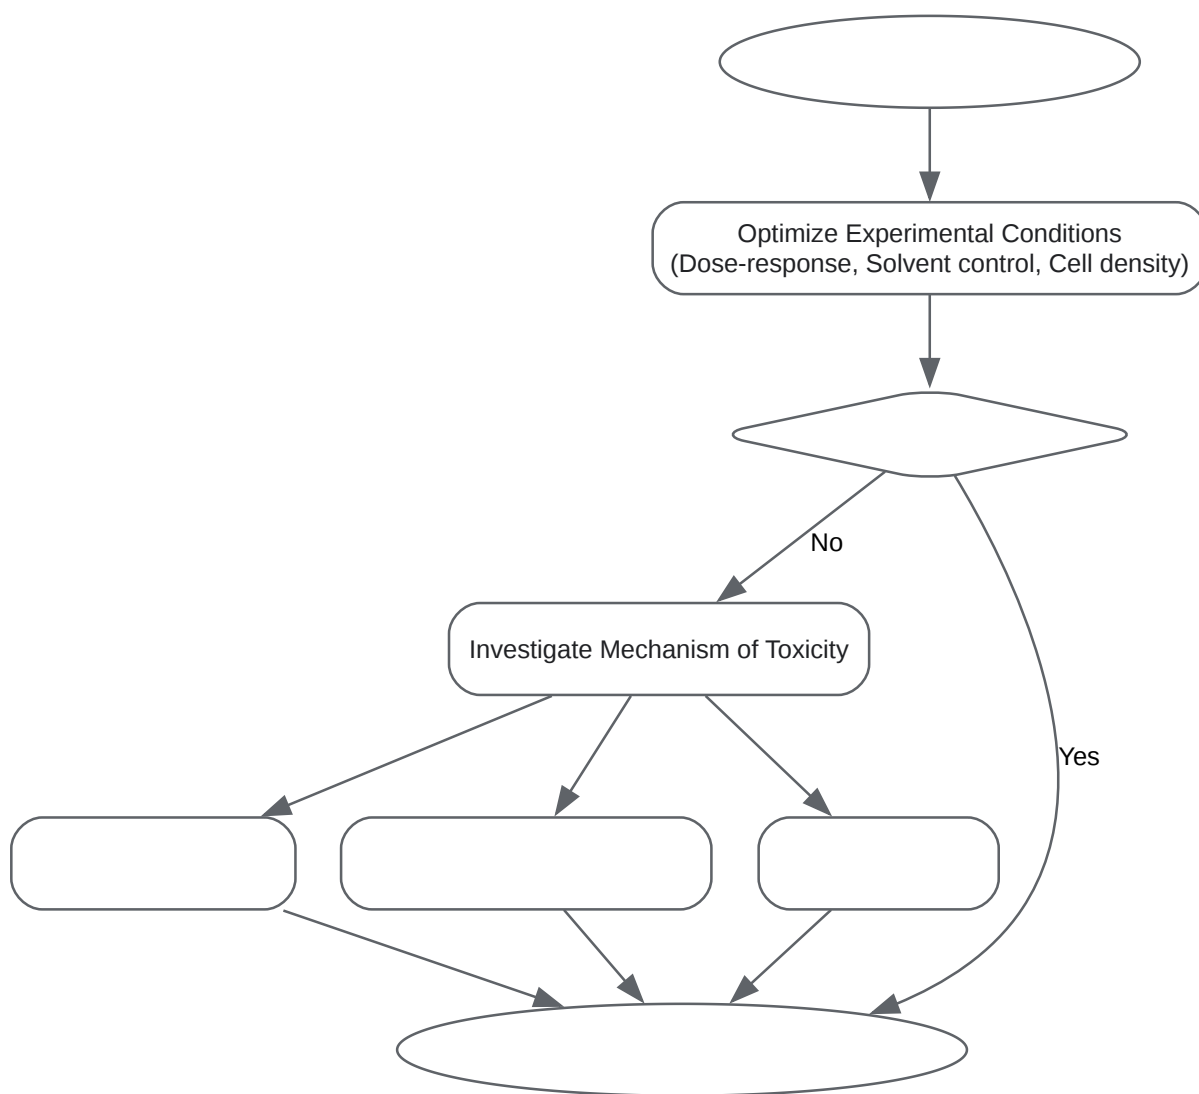 Optimize Experimental Conditions
(Dose-response, Solvent control, Cell density)
No
Investigate Mechanism of Toxicity
Yes